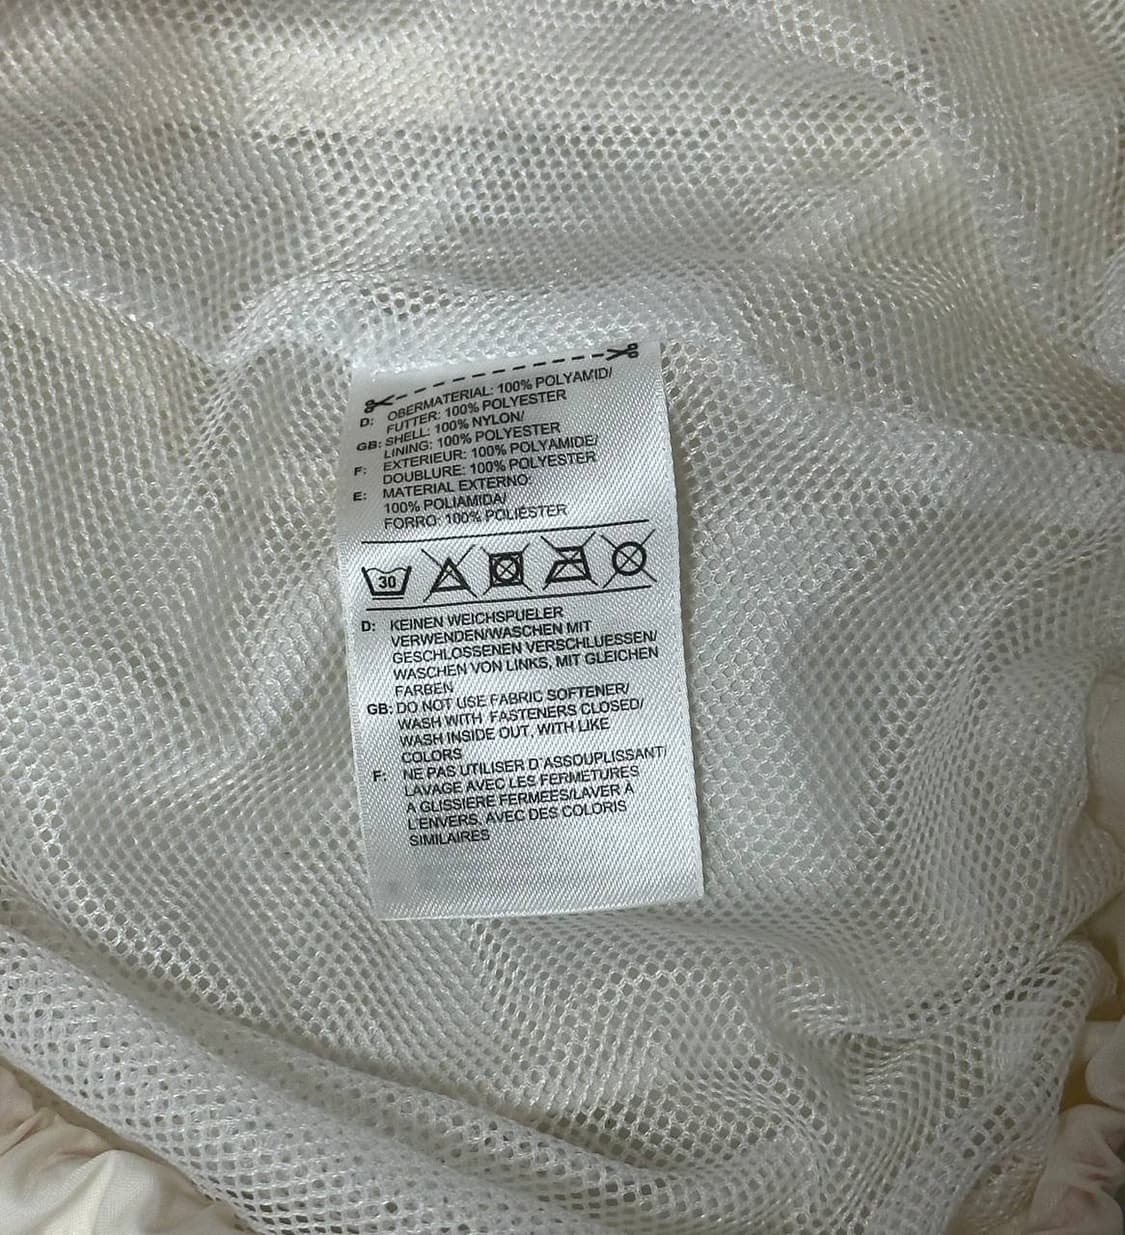 D: OBERMATERIAL: 100% POLYAMID/
FUTTER: 100% POLYESTER
GB: SHELL: 100% NYLON/
LINING: 100% POLYESTER
F: EXTERIEUR: 100% POLYAMIDE/
DOUBLURE: 100% POLYESTER
E: MATERIAL EXTERNO:
100% POLIAMIDA/
FORRO: 100% POLIÉSTER
30
D: KEINEN WEICHSPUELER
VERWENDEN/WASCHEN MIT
GESCHLOSSENEN VERSCHLUESSEN/
WASCHEN VON LINKS, MIT GLEICHEN
FARBEN
GB: DO NOT USE FABRIC SOFTENER/
WASH WITH FASTENERS CLOSED/
WASH INSIDE OUT, WITH LIKE
COLORS
F: NE PAS UTILISER D'ASSOUPLISSANT/
LAVAGE AVEC LES FERMETURES
A GLISSIERE FERMEES/LAVER A
L'ENVERS, AVEC DES COLORIS
SIMILAIRES